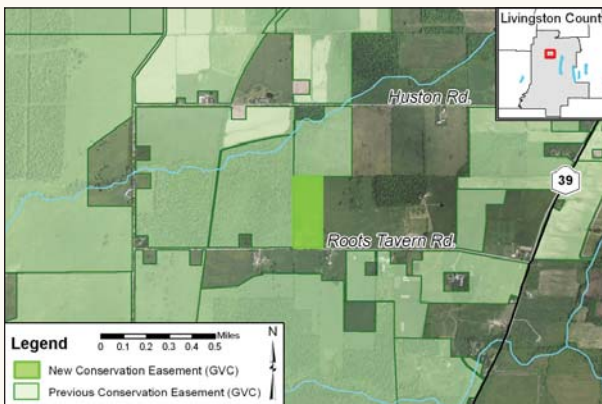 Livingston County
Huston Rd.
39
Roots Tavern Rd.
Legend
Miles
0 0.1 0.2 0.3 0.4 0.5
N
New Conservation Easement (GVC)
Previous Conservation Easement (GVC)